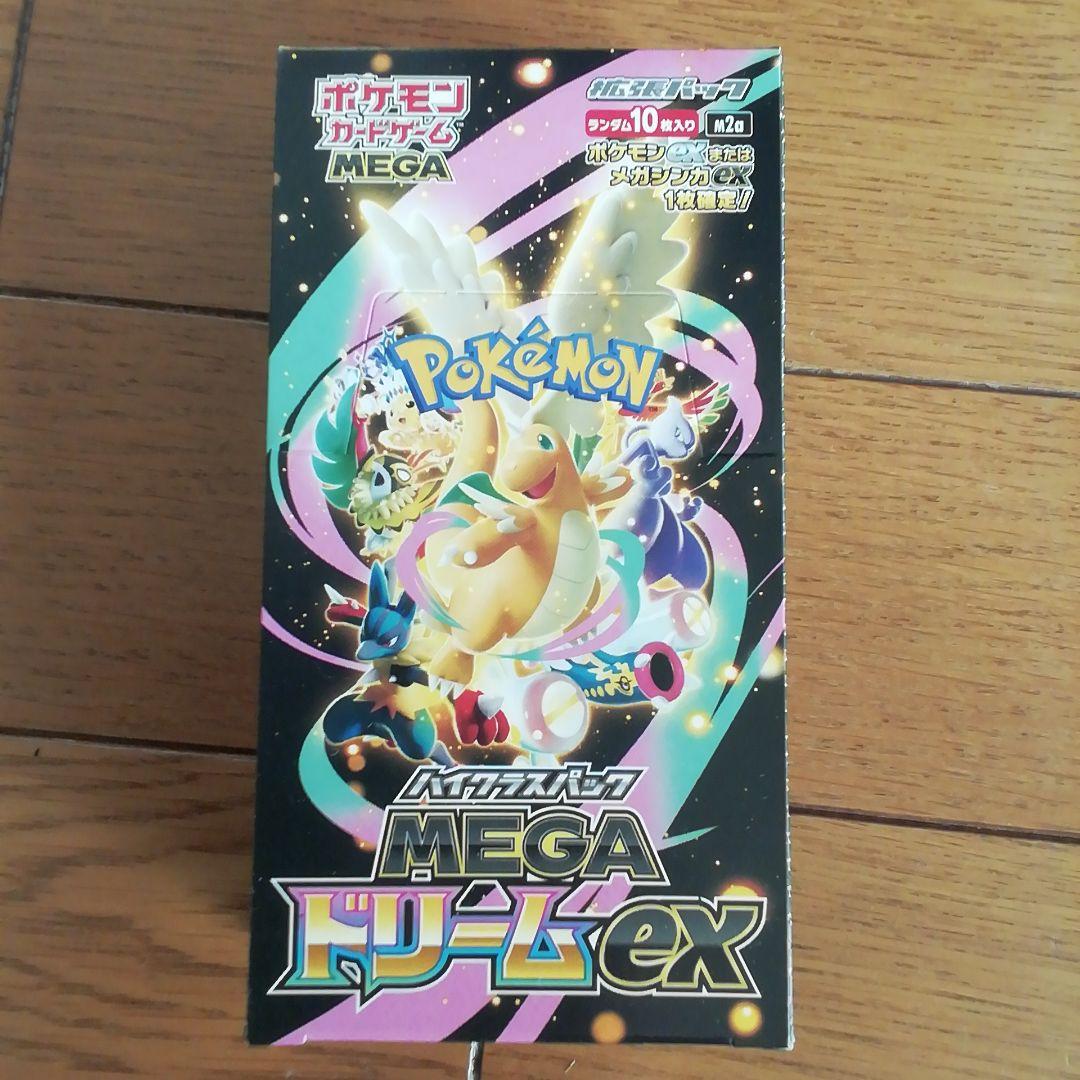 ポケモン
カードゲーム
MEGA
拡張パック
ランダム10枚入り M2a
ポケモンexまたは
メガシンカex
1枚確定!
POKéMON
ハイクラスパック
MEGA
ドリームex